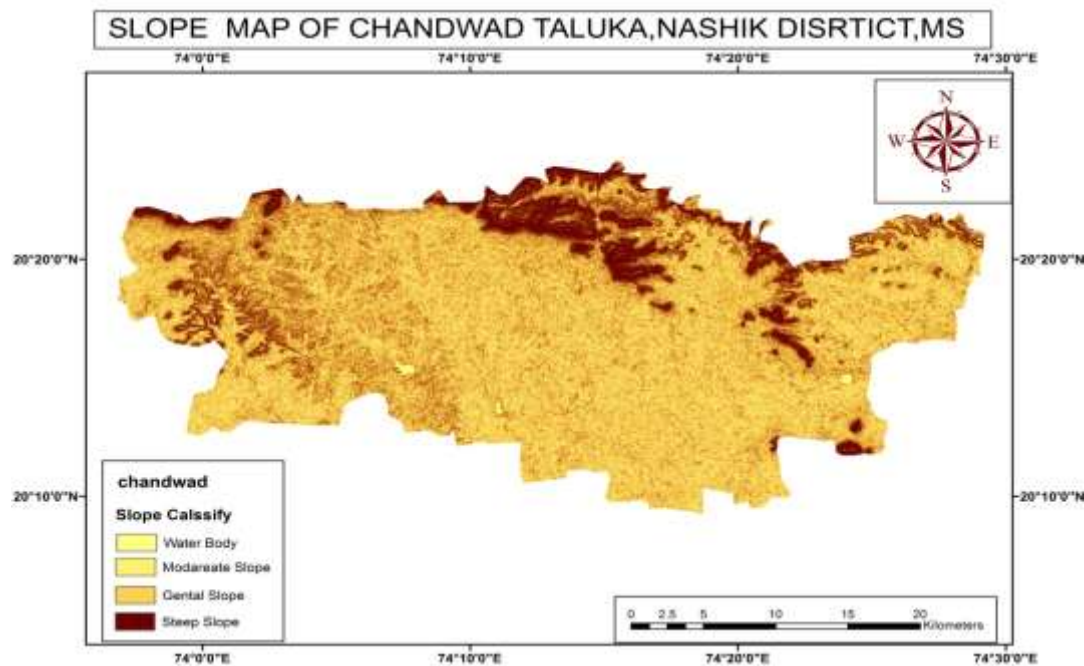 SLOPE MAP OF CHANDWAD TALUKA,NASHIK DISRTICT,MS
74°0'0"E 74°10'0"E 74°20'0"E 74°30'0"E
N
W E
S
20°20'0"N 20°20'0"N
20°10'0"N 20°10'0"N
chandwad
Slope Calssify
Water Body
Modareate Slope
Gental Slope
Steep Slope
0 2.5 5 10 15 20
Kilometers
74°0'0"E 74°10'0"E 74°20'0"E 74°30'0"E